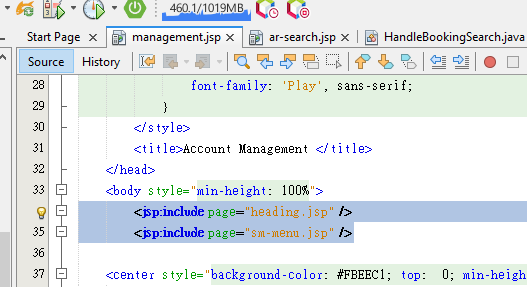 460.1/1019MB
Start Page management.jsp ar-search.jsp HandleBookingSearch.java
Source History
28 font-family: 'Play', sans-serif;
29 }
30 </style>
31 <title>Account Management </title>
32 </head>
33 <body style="min-height: 100%">
<jsp:include page="heading.jsp" />
35 <jsp:include page="sm-menu.jsp" />
36
37 <center style="background-color: #FBEEC1; top: 0; min-heigh